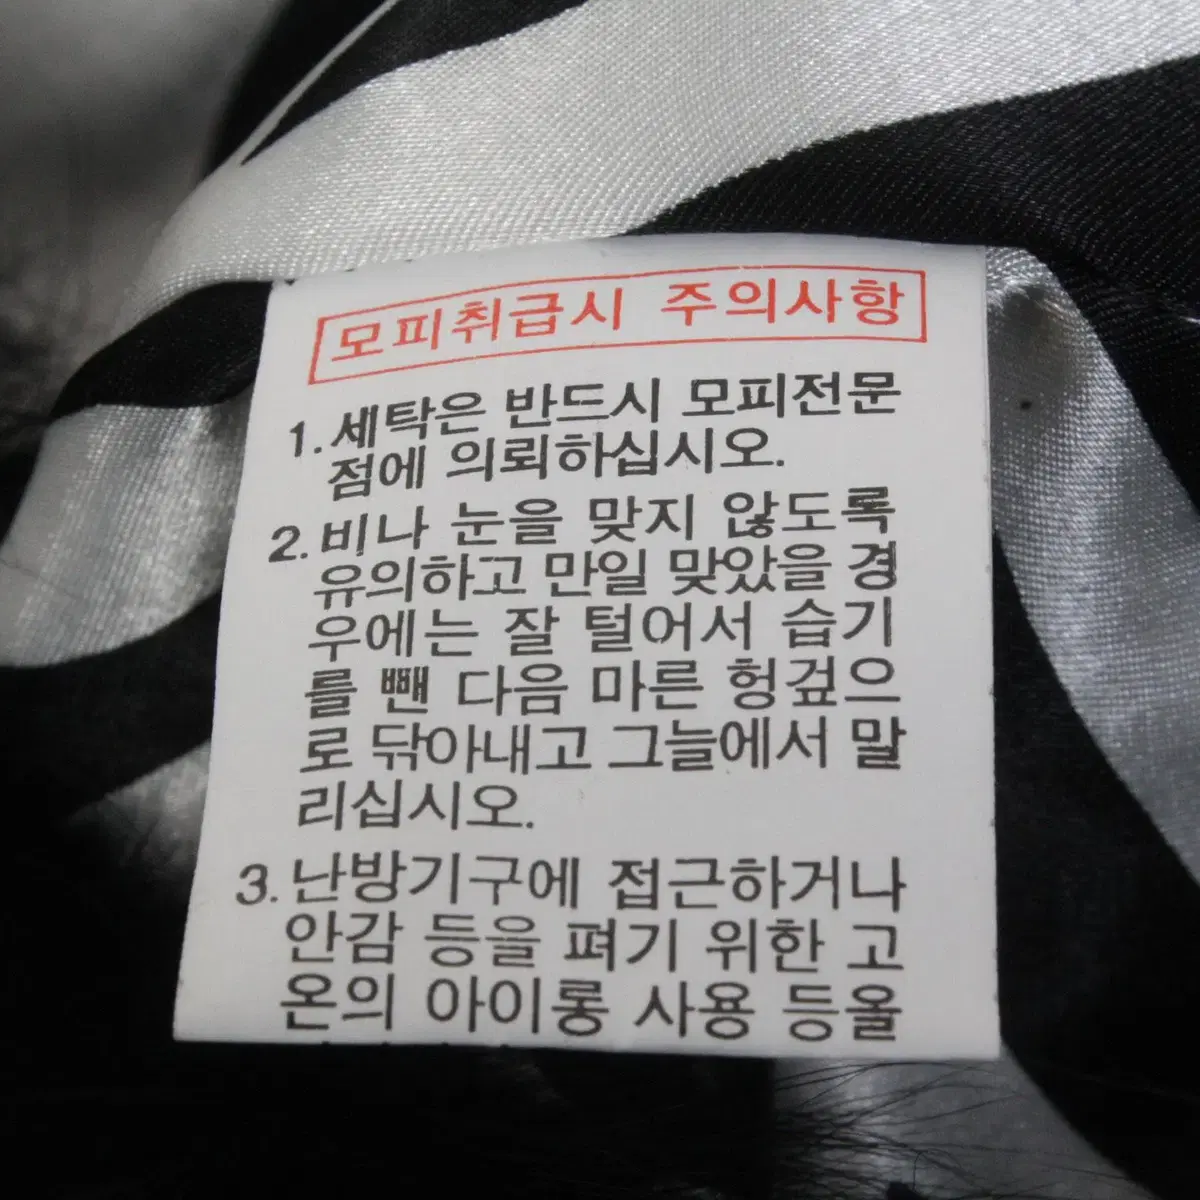 모피취급시 주의사항
1. 세탁은 반드시 모피전문
점에 의뢰하십시오.
2. 비나 눈을 맞지 않도록
유의하고 만일 맞았을 경
우에는 잘 털어서 습기
를 뺀 다음 마른 헝겊으
로 닦아내고 그늘에서 말
리십시오.
3. 난방기구에 접근하거나
안감 등을 펴기 위한 고
온의 아이롱 사용 등올